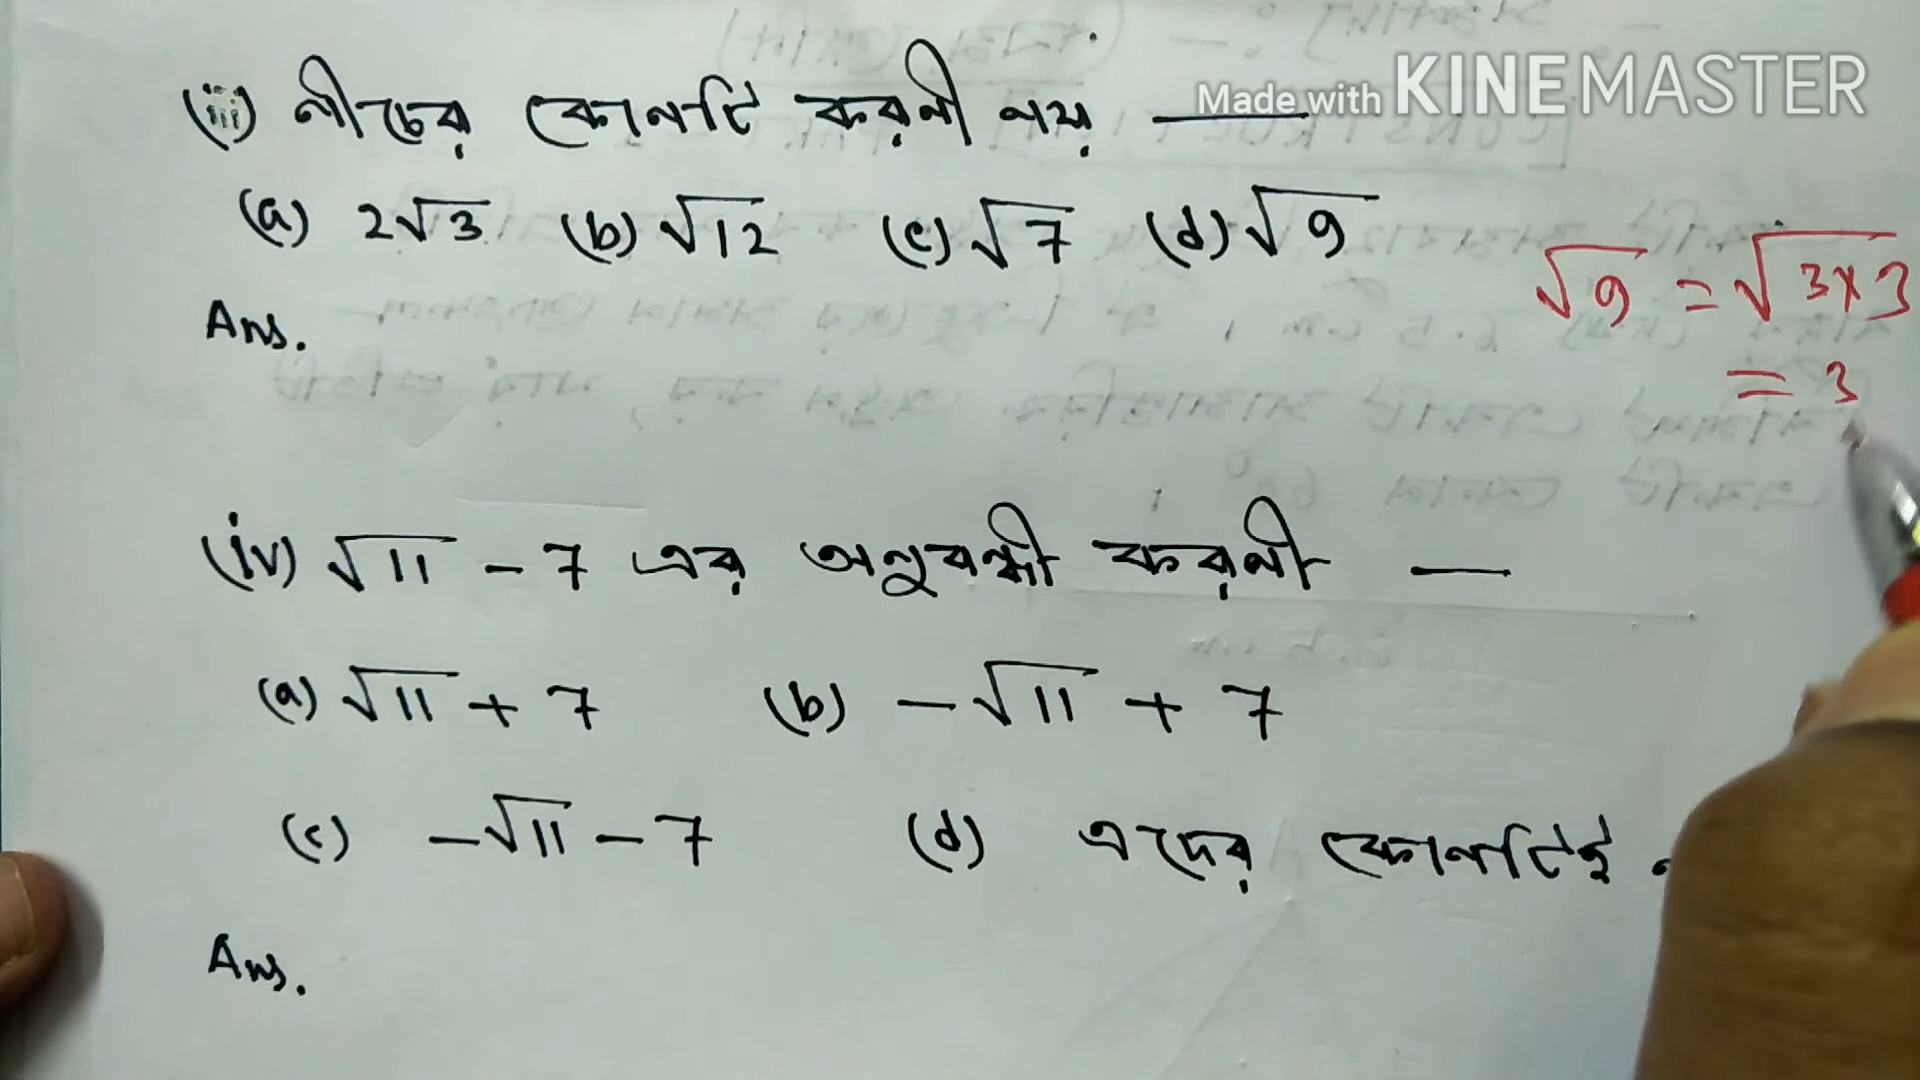 Made with KINEMASTER
(iii) নীচের কোনটি করণী নয় ———
(a) 2√3 (b) √12 (c) √7 (d) √9
√9 = √3×3
= 3
Ans.
(iv) √11 - 7 এর অনুবন্ধী করণী —
(a) √11 + 7 (b) -√11 + 7
(c) -√11 - 7 (d) এদের কোনটিই
Ans.